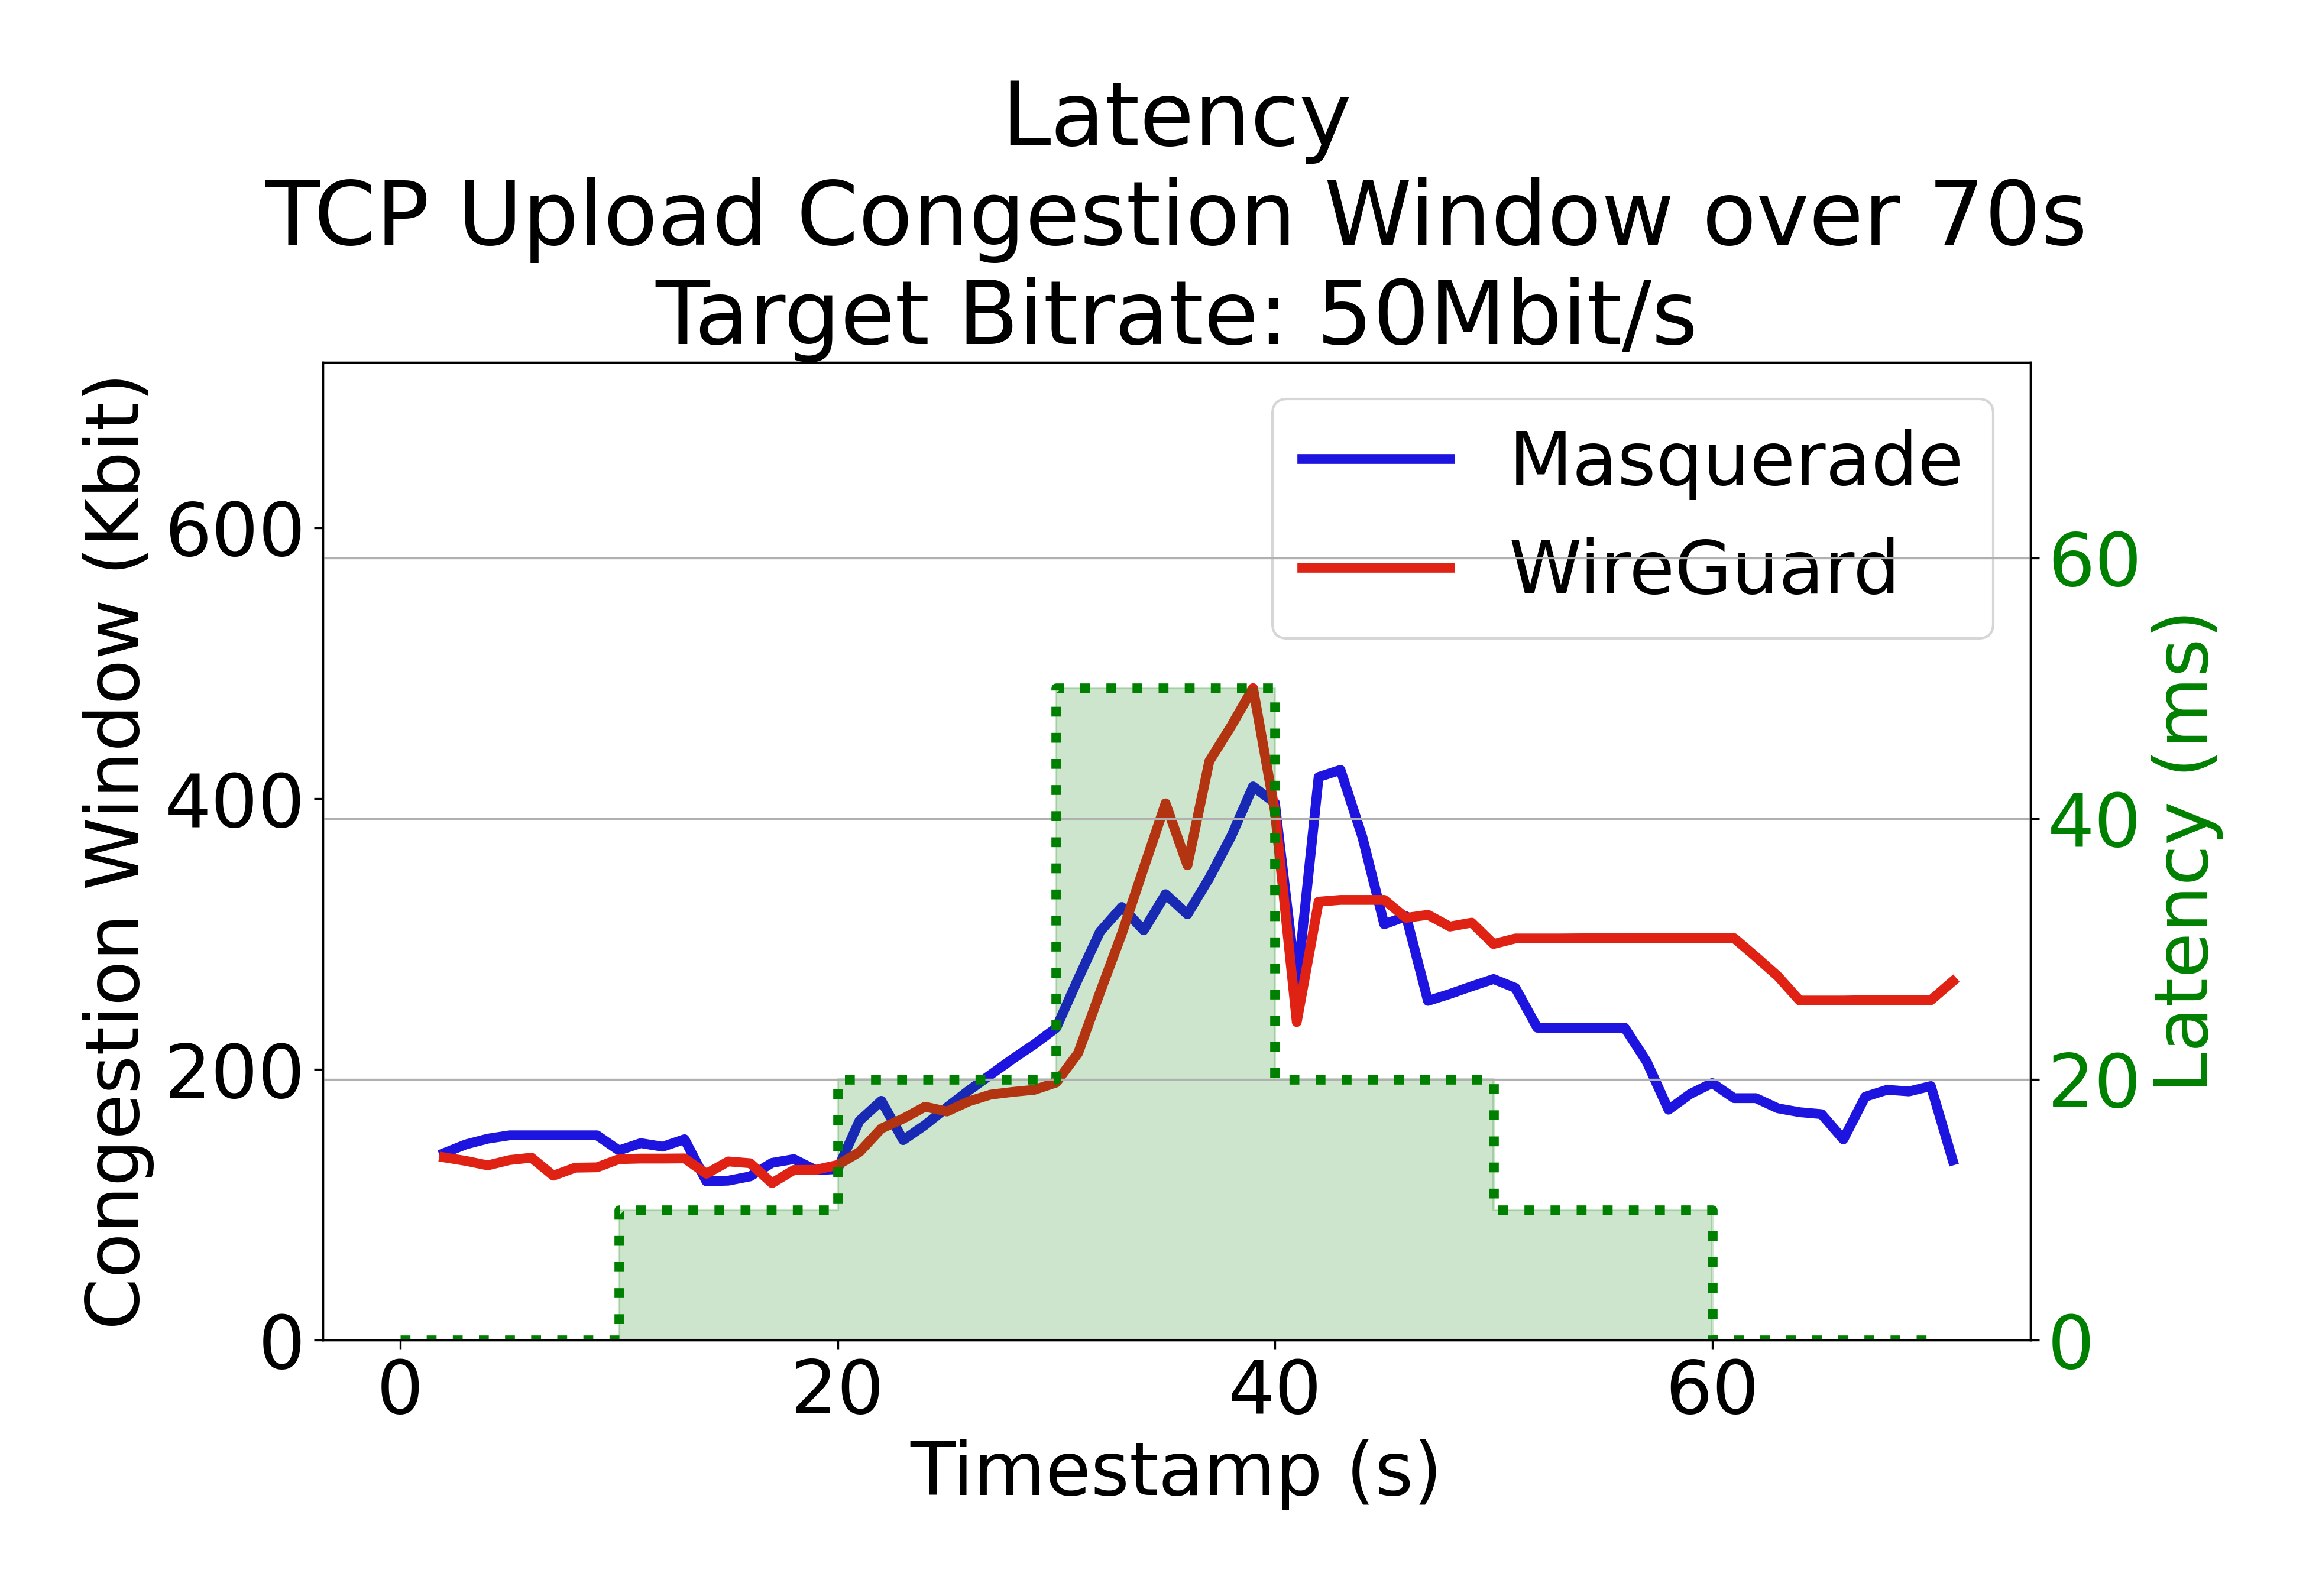 Latency
TCP Upload Congestion Window over 70s
Target Bitrate: 50Mbit/s
Congestion Window (Kbit)
600
400
200
0
Masquerade
WireGuard
60
40
20
0
Latency (ms)
0
20
40
60
Timestamp (s)